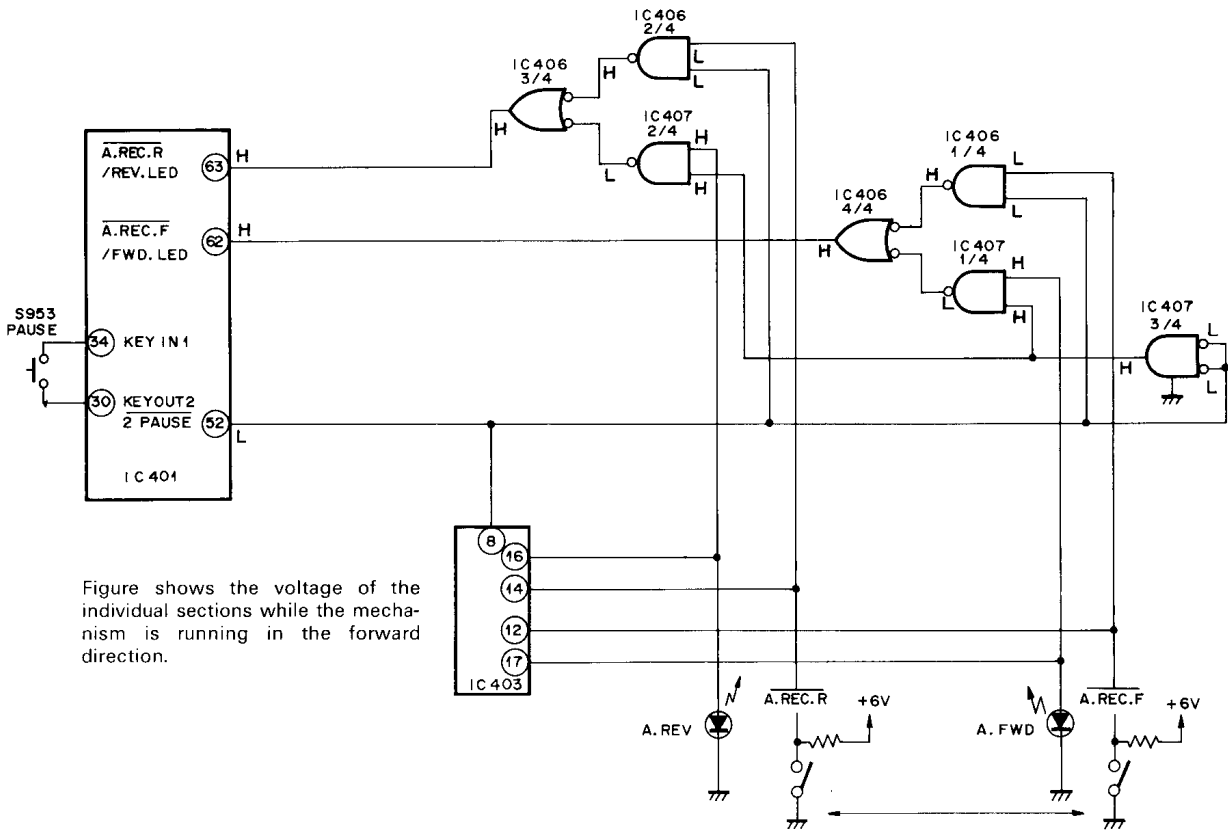 IC406
2/4
H
L
L
IC406
3/4
H
IC407
2/4
H
H
L
IC406
1/4
L
H
L
IC406
4/4
H
IC407
1/4
H
L
H
IC407
3/4
L
H
L
A.REC.R
/REV.LED
63
H
A.REC.F
/FWD.LED
62
H
S953
PAUSE
34
KEY IN1
30
KEYOUT2
2 PAUSE
52
L
IC401
8
16
14
12
17
IC403
Figure shows the voltage of the
individual sections while the mecha-
nism is running in the forward
direction.
A.REV
A.REC.R
+6V
A.FWD
A.REC.F
+6V